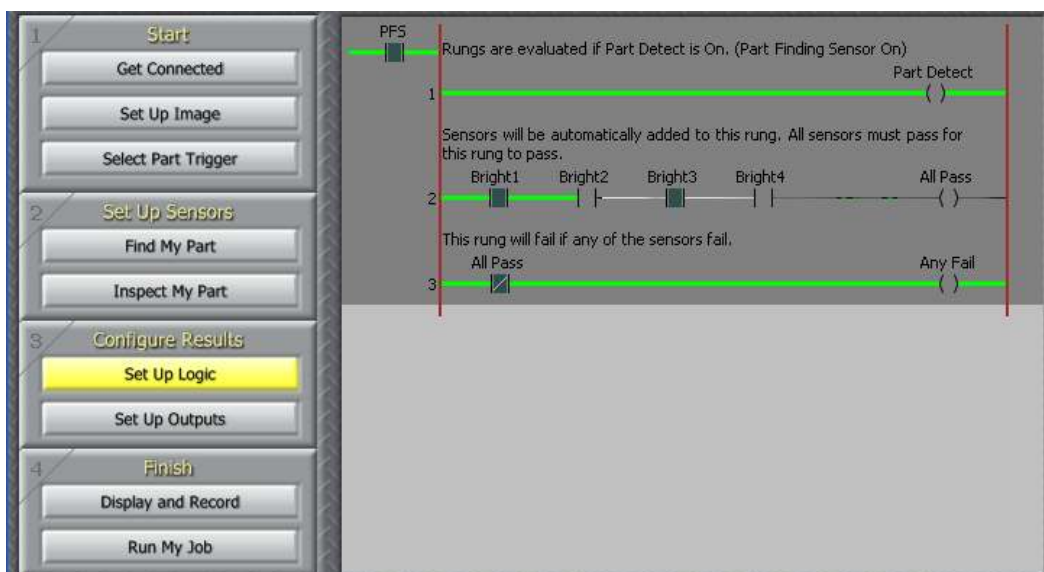 1
Start
Get Connected
Set Up Image
Select Part Trigger
2
Set Up Sensors
Find My Part
Inspect My Part
3
Configure Results
Set Up Logic
Set Up Outputs
4
Finish
Display and Record
Run My Job
PFS
Rungs are evaluated if Part Detect is On. (Part Finding Sensor On)
Part Detect
1
Sensors will be automatically added to this rung. All sensors must pass for
this rung to pass.
Bright1 Bright2 Bright3 Bright4 All Pass
2
This rung will fail if any of the sensors fail.
All Pass Any Fail
3